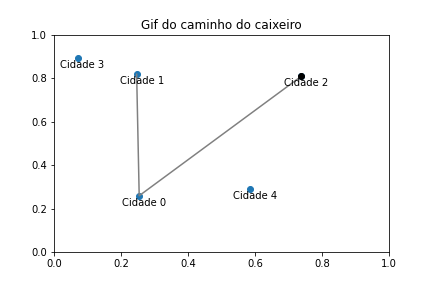 Gif do caminho do caixeiro
1.0
Cidade 3
Cidade 1
Cidade 2
0.8
0.6
0.4
Cidade 4
Cidade 0
0.2
0.0
0.0 0.2 0.4 0.6 0.8 1.0